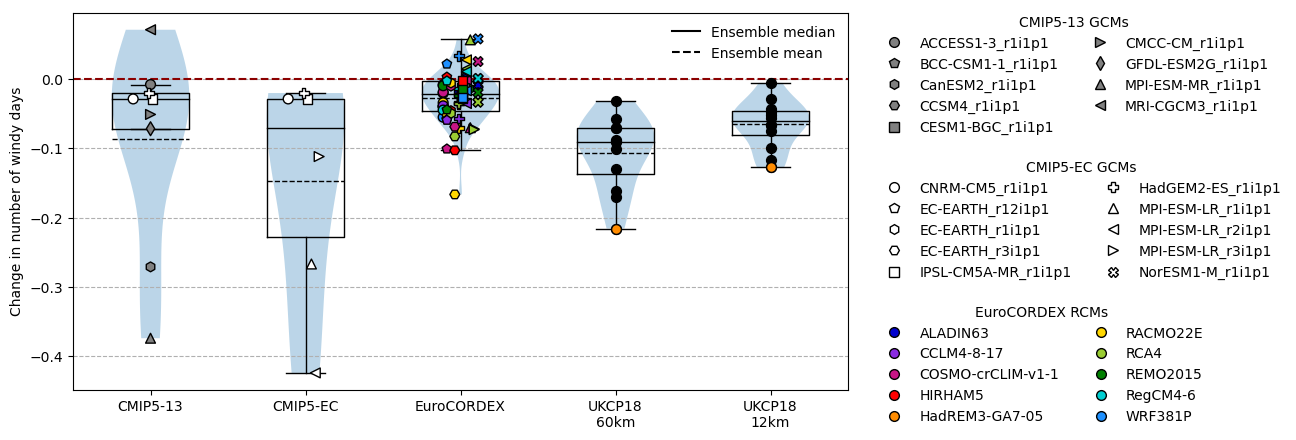 Change in number of windy days
0.0
−0.1
−0.2
−0.3
−0.4
Ensemble median
Ensemble mean
CMIP5-13
CMIP5-EC
EuroCORDEX
UKCP18
60km
UKCP18
12km
CMIP5-13 GCMs
ACCESS1-3_r1i1p1
BCC-CSM1-1_r1i1p1
CanESM2_r1i1p1
CCSM4_r1i1p1
CESM1-BGC_r1i1p1
CMCC-CM_r1i1p1
GFDL-ESM2G_r1i1p1
MPI-ESM-MR_r1i1p1
MRI-CGCM3_r1i1p1
CMIP5-EC GCMs
CNRM-CM5_r1i1p1
EC-EARTH_r12i1p1
EC-EARTH_r1i1p1
EC-EARTH_r3i1p1
IPSL-CM5A-MR_r1i1p1
HadGEM2-ES_r1i1p1
MPI-ESM-LR_r1i1p1
MPI-ESM-LR_r2i1p1
MPI-ESM-LR_r3i1p1
NorESM1-M_r1i1p1
EuroCORDEX RCMs
ALADIN63
CCLM4-8-17
COSMO-crCLIM-v1-1
HIRHAM5
HadREM3-GA7-05
RACMO22E
RCA4
REMO2015
RegCM4-6
WRF381P